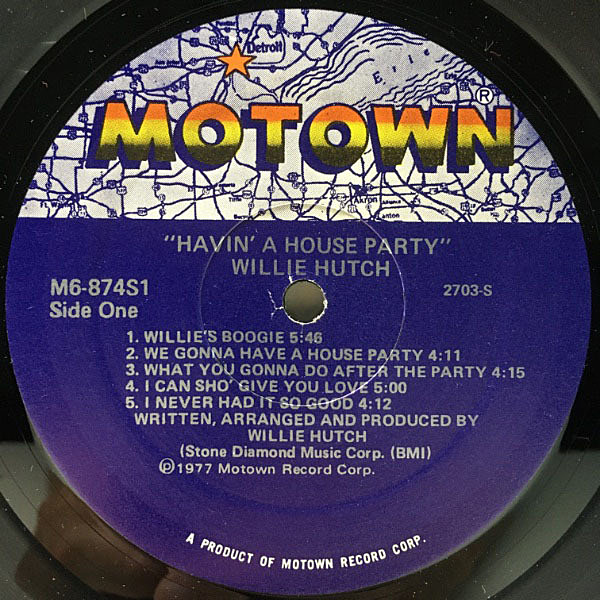 Detroit
Erie
MOTOWN®
Akron
"HAVIN' A HOUSE PARTY"
WILLIE HUTCH
M6-874S1
2703-S
Side One
1. WILLIE'S BOOGIE 5:46
2. WE GONNA HAVE A HOUSE PARTY 4:11
3. WHAT YOU GONNA DO AFTER THE PARTY 4:15
4. I CAN SHO' GIVE YOU LOVE 5:00
5. I NEVER HAD IT SO GOOD 4:12
WRITTEN, ARRANGED AND PRODUCED BY
WILLIE HUTCH
(Stone Diamond Music Corp. (BMI)
℗1977 Motown Record Corp.
A PRODUCT OF MOTOWN RECORD CORP.